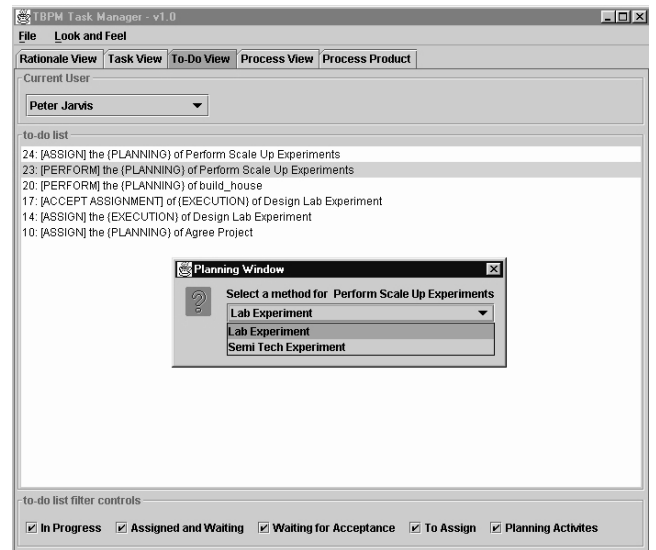 TBPM Task Manager - v1.0
File Look and Feel
Rationale View Task View To-Do View Process View Process Product
Current User
Peter Jarvis
to-do list
24: [ASSIGN] the {PLANNING} of Perform Scale Up Experiments
23: [PERFORM] the {PLANNING} of Perform Scale Up Experiments
20: [PERFORM] the {PLANNING} of build_house
17: [ACCEPT ASSIGNMENT] of {EXECUTION} of Design Lab Experiment
14: [ASSIGN] the {EXECUTION} of Design Lab Experiment
10: [ASSIGN] the {PLANNING} of Agree Project
Planning Window
Select a method for Perform Scale Up Experiments
Lab Experiment
Lab Experiment
Semi Tech Experiment
to-do list filter controls
In Progress Assigned and Waiting Waiting for Acceptance To Assign Planning Activites